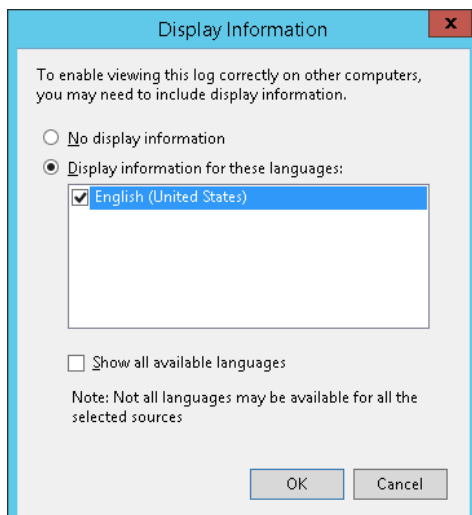 Display Information
x
To enable viewing this log correctly on other computers,
you may need to include display information.
No display information
Display information for these languages:
English (United States)
Show all available languages
Note: Not all languages may be available for all the
selected sources
OK
Cancel